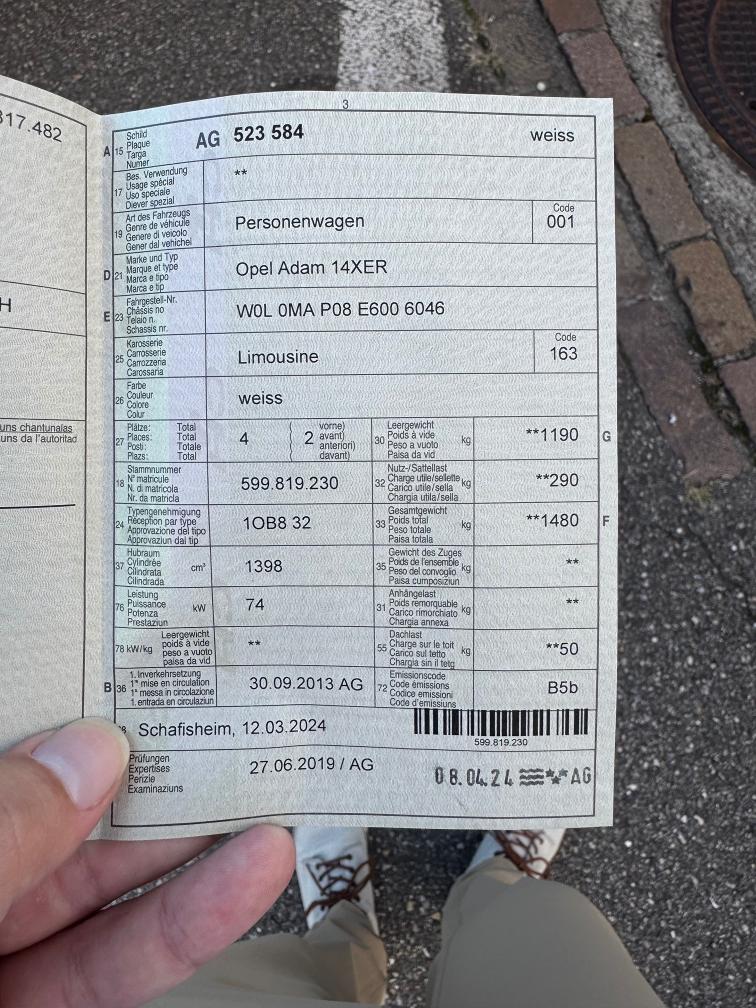 317.482
H
uns chantunalas
uns da l'autoritad
3
A 15 Schild
Plaque
Targa
Numer
AG 523 584 weiss
17 Bes. Verwendung
Usage spécial
Uso speciale
Diever spezial
**
19 Art des Fahrzeugs
Genre de véhicule
Genere di veicolo
Gener dal vehichel
Personenwagen
Code
001
D 21 Marke und Typ
Marque et type
Marca e tipo
Marca e tip
Opel Adam 14XER
E 23 Fahrgestell-Nr.
Châssis no
Telaio n.
Schassis nr.
W0L 0MA P08 E600 6046
25 Karosserie
Carrosserie
Carrozzena
Carossaria
Limousine
Code
163
26 Farbe
Couleur
Colore
Colur
weiss
27 Plätze: Total
Places: Total
Posti: Totale
Plazs: Total
4 ( 2 vorne)
avant)
anteriori)
davant)
30 Leergewicht
Poids à vide
Peso a vuoto
Paisa da vid
kg
**1190 G
18 Stammnummer
N° matricule
N. di matricola
Nr. da matricla
599.819.230
32 Nutz-/Sattellast
Charge utile/sellette
Carico utile/sella
Chargia utila/sella
kg
**290
24 Typengenehmigung
Réception par type
Approvazione del tipo
Approvaziun dal tip
1OB8 32
33 Gesamtgewicht
Poids total
Peso totale
Paisa totala
kg
**1480 F
37 Hubraum
Cylindrée
Cilindrata
Cilindrada
cm³
1398
35 Gewicht des Zuges
Poids de l'ensemble
Peso del convoglio
Paisa cumposiziun
kg
**
76 Leistung
Puissance
Potenza
Prestaziun
kW
74
31 Anhängelast
Poids remorquable
Carico rimorchiato
Chargia annexa
kg
**
78 kW/kg Leergewicht
poids à vide
peso a vuoto
paisa da vid
**
55 Dachlast
Charge sur le toit
Carico sul tetto
Chargia sin il tetg
kg
**50
B 36 1. Inverkehrsetzung
1re mise en circulation
1a messa in circolazione
1. entrada en circulaziun
30.09.2013 AG
72 Emissionscode
Code émissions
Codice emissioni
Code d'emissiuns
B5b
Schafisheim, 12.03.2024
599.819.230
Prüfungen
Expertises
Perizie
Examinaziuns
27.06.2019 / AG
08.04.24 AG